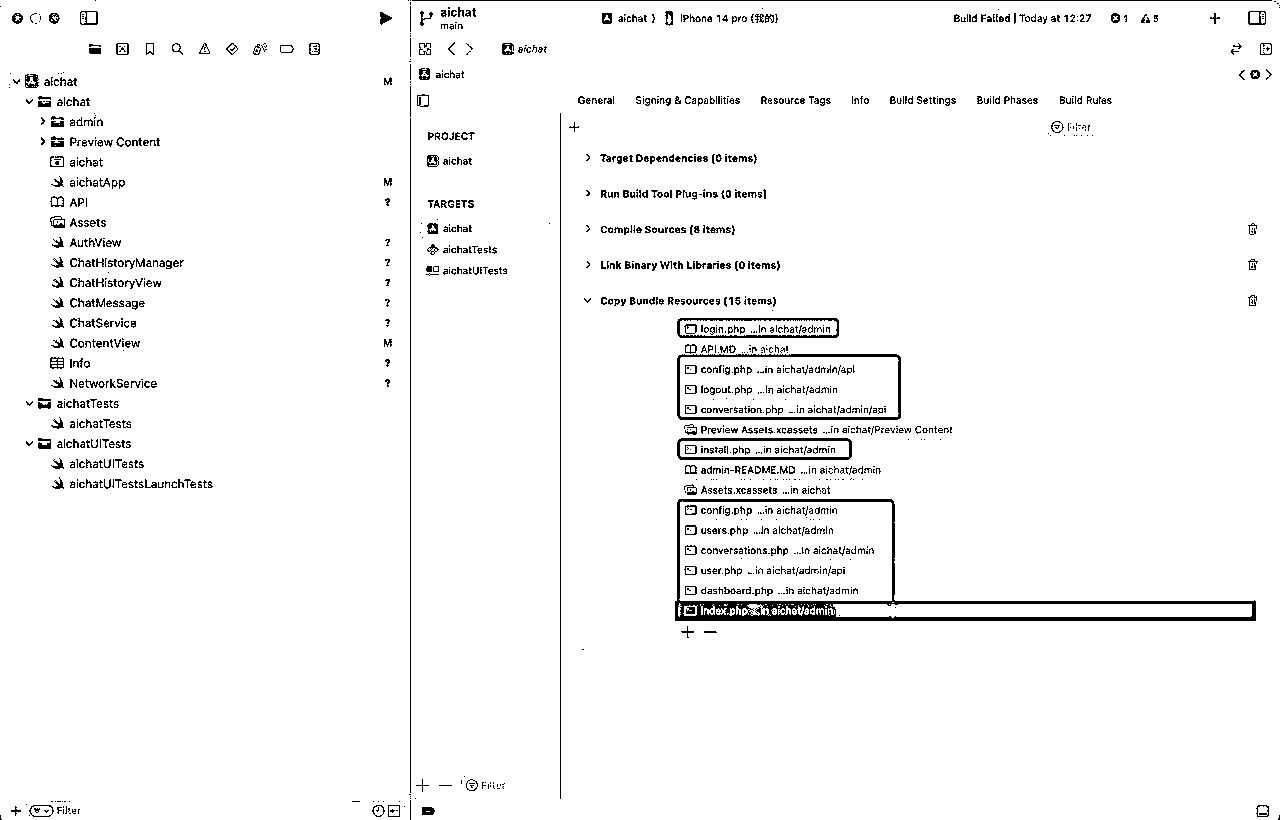 aichat
main
aichat
iPhone 14 pro (我的)
Build Failed | Today at 12:27
1
5
aichat
aichat
General
Signing & Capabilities
Resource Tags
Info
Build Settings
Build Phases
Build Rules
Filter
aichat
M
aichat
admin
Preview Content
aichat
aichatApp
M
API
?
Assets
AuthView
?
ChatHistoryManager
?
ChatHistoryView
?
ChatMessage
?
ChatService
?
ContentView
M
Info
?
NetworkService
?
aichatTests
aichatTests
aichatUITests
aichatUITests
aichatUITestsLaunchTests
Filter
PROJECT
aichat
TARGETS
aichat
aichatTests
aichatUITests
Filter
Target Dependencies (0 items)
Run Build Tool Plug-ins (0 items)
Compile Sources (8 items)
Link Binary With Libraries (0 items)
Copy Bundle Resources (15 items)
login.php ...in aichat/admin
API.MD ...in aichat
config.php ...in aichat/admin/api
logout.php ...in aichat/admin
conversation.php ...in aichat/admin/api
Preview Assets.xcassets ...in aichat/Preview Content
install.php ...in aichat/admin
admin-README.MD ...in aichat/admin
Assets.xcassets ...in aichat
config.php ...in aichat/admin
users.php ...in aichat/admin
conversations.php ...in aichat/admin
user.php ...in aichat/admin/api
dashboard.php ...in aichat/admin
index.php ...in aichat/admin